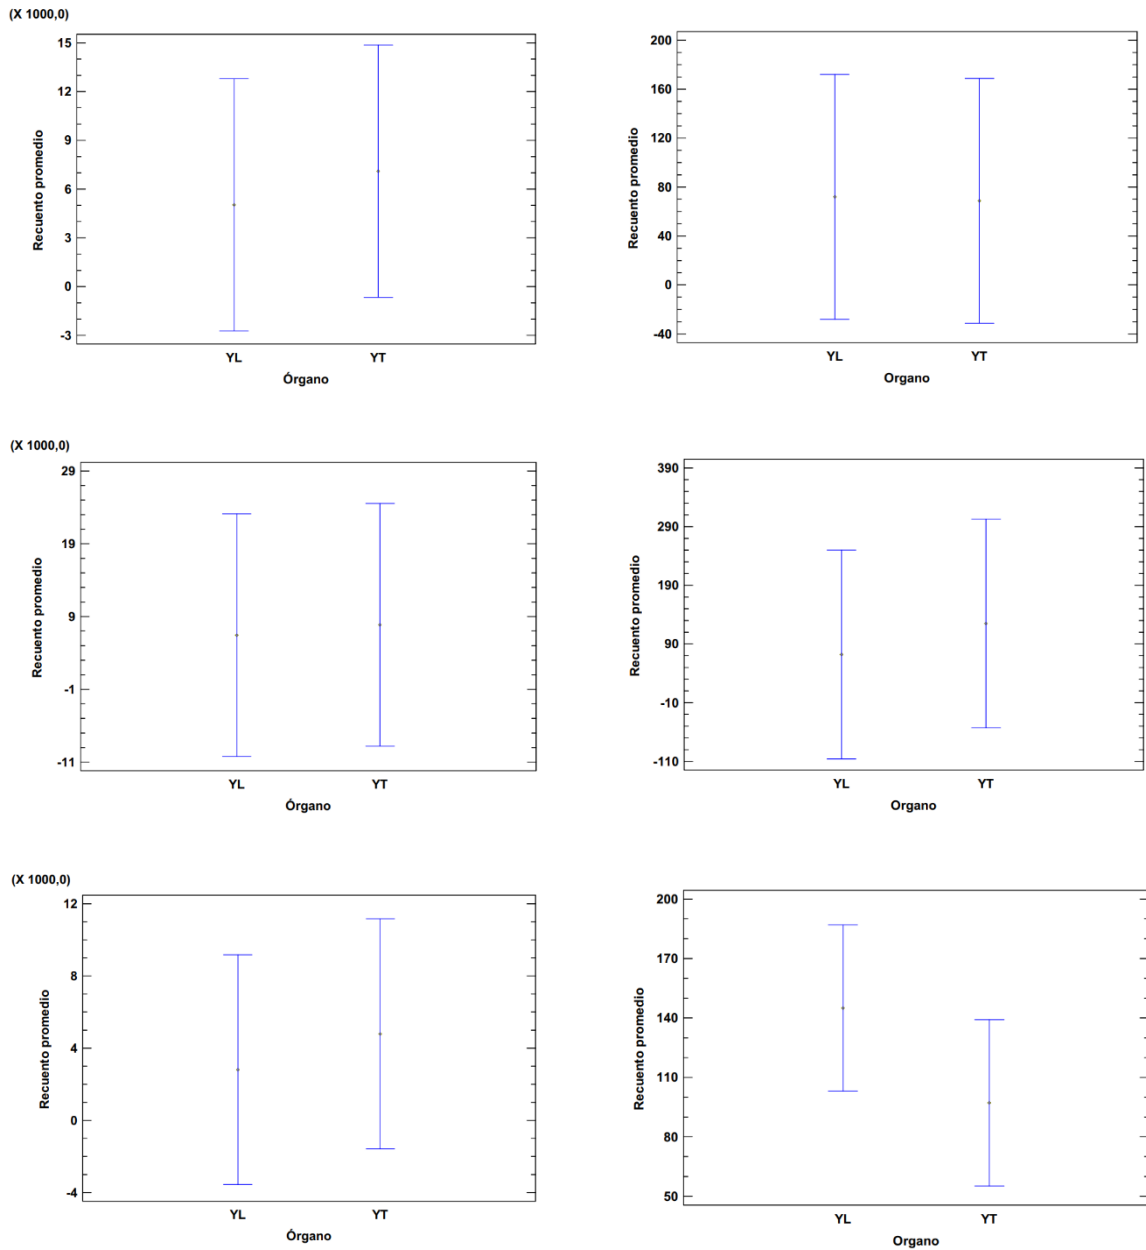 (X 1000,0)
15
12
9
6
3
0
-3
Recuento promedio
YL YT
Órgano
200
160
120
80
40
0
-40
Recuento promedio
YL YT
Organo
(X 1000,0)
29
19
9
-1
-11
Recuento promedio
YL YT
Órgano
390
290
190
90
-10
-110
Recuento promedio
YL YT
Organo
(X 1000,0)
12
8
4
0
-4
Recuento promedio
YL YT
Órgano
200
170
140
110
80
50
Recuento promedio
YL YT
Organo